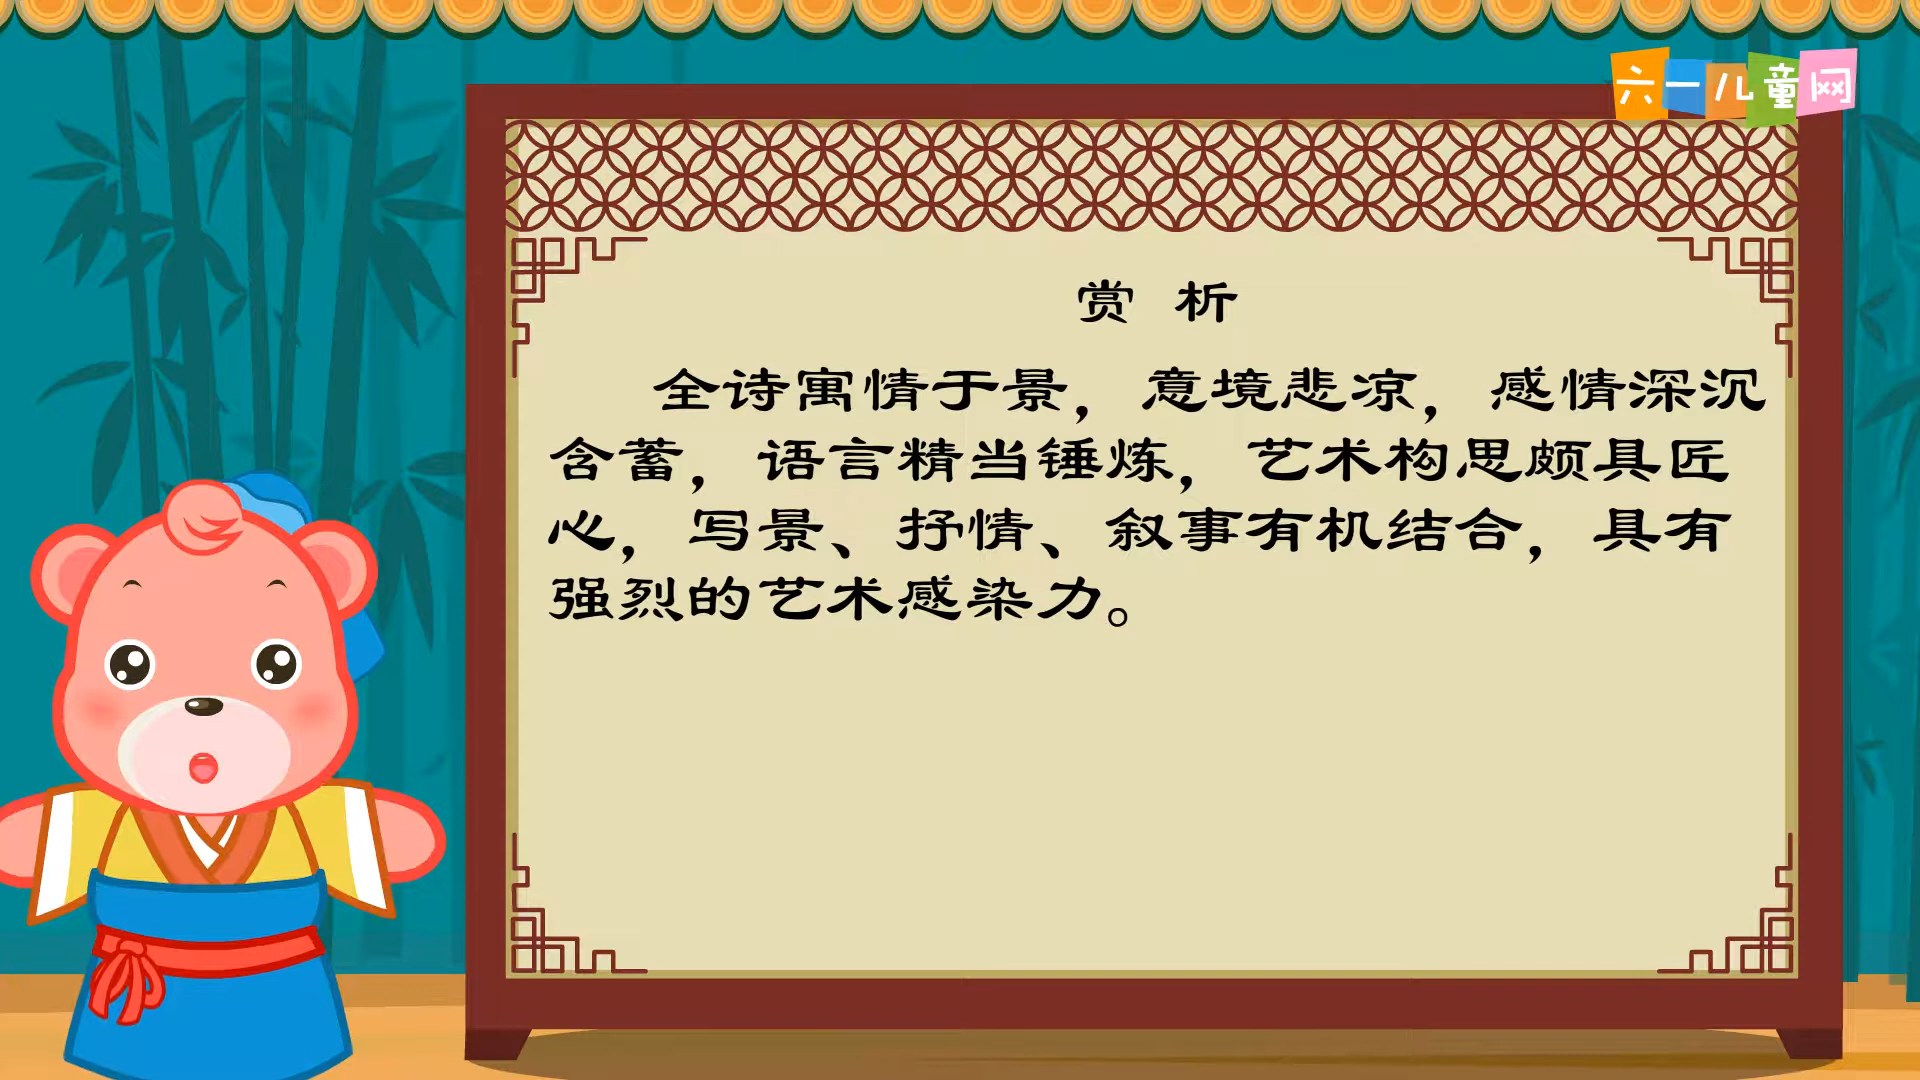 六一儿童网
赏 析
全诗寓情于景，意境悲凉，感情深沉
含蓄，语言精当锤炼，艺术构思颇具匠
心，写景、抒情、叙事有机结合，具有
强烈的艺术感染力。